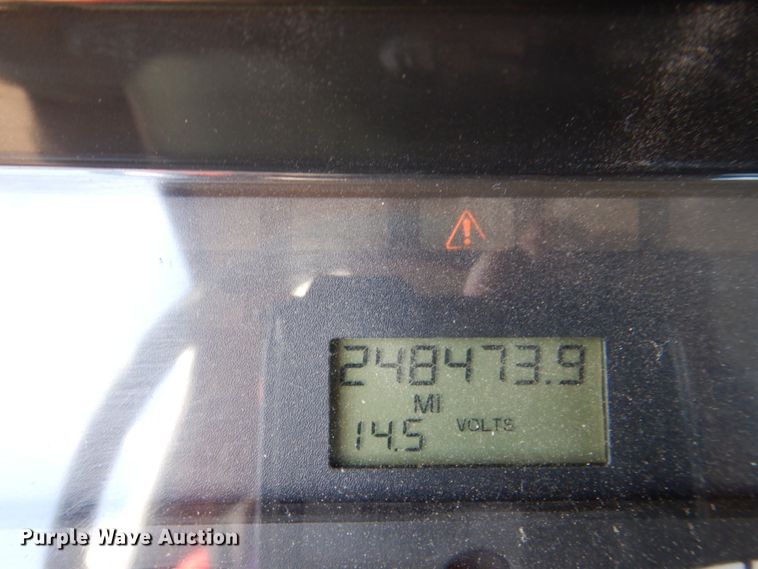 248473.9
MI
14.5 VOLTS
Purple Wave Auction